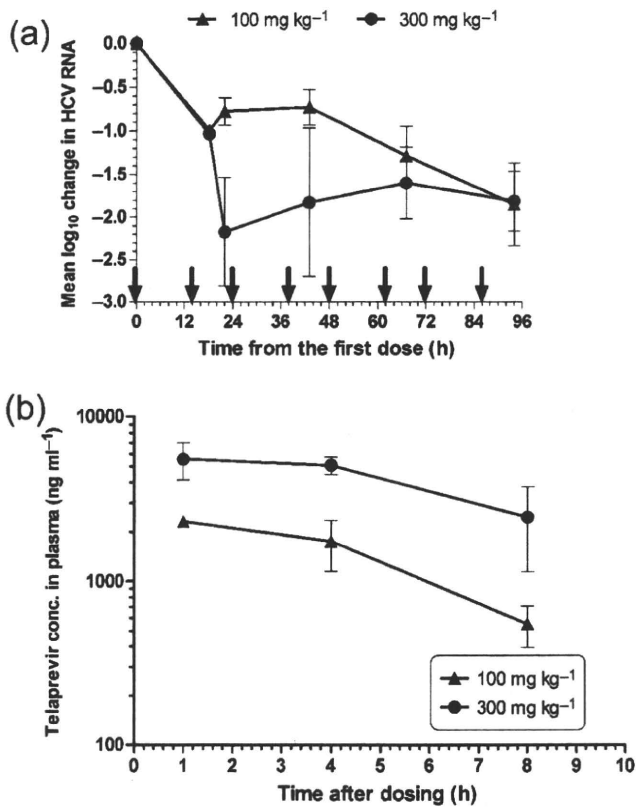 (a)
100 mg kg⁻¹ 300 mg kg⁻¹
Mean log₁₀ change in HCV RNA
0.0
−0.5
−1.0
−1.5
−2.0
−2.5
−3.0
0 12 24 36 48 60 72 84 96
Time from the first dose (h)
(b)
Telaprevir conc. in plasma (ng ml⁻¹)
10000
1000
100
0 1 2 3 4 5 6 7 8 9 10
Time after dosing (h)
100 mg kg⁻¹
300 mg kg⁻¹